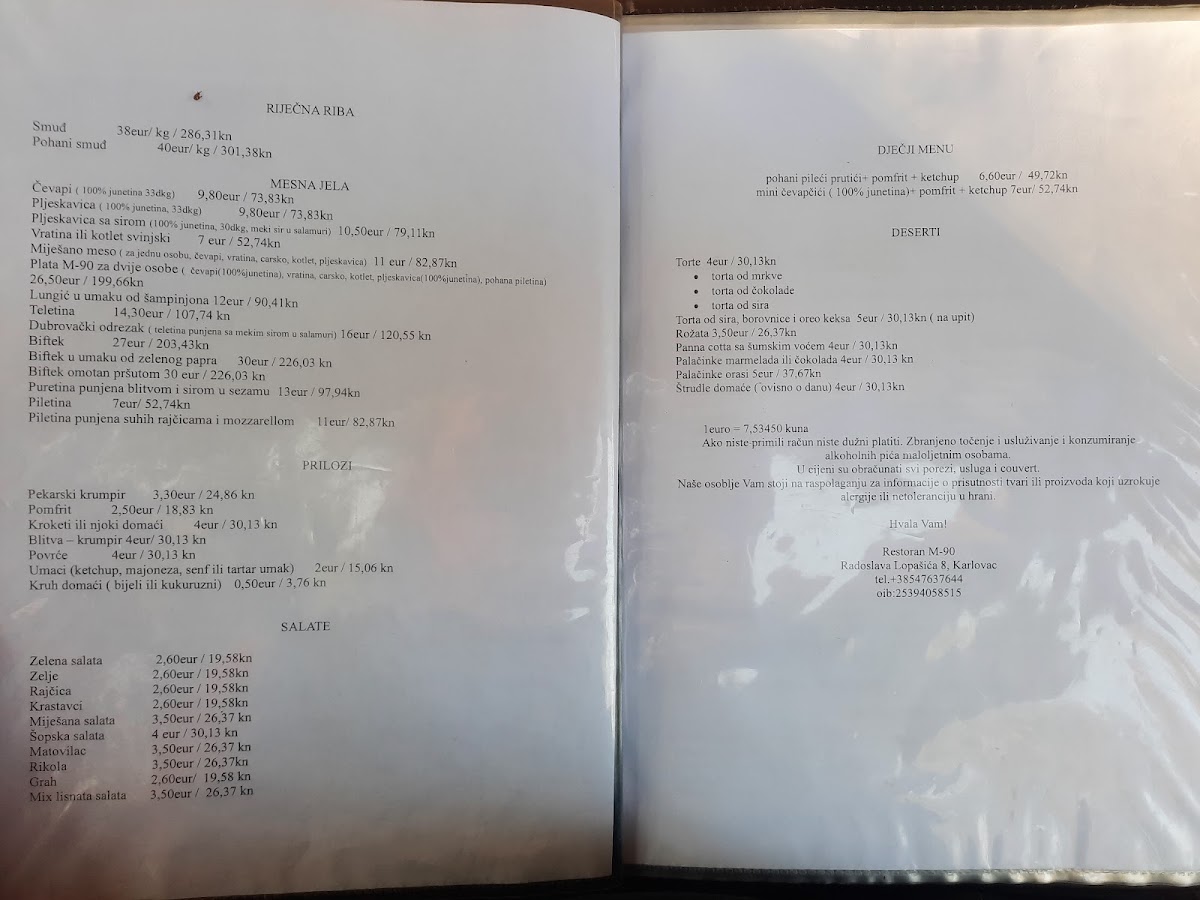 RIJEČNA RIBA
Smuđ 38eur/ kg / 286,31kn
Pohani smuđ 40eur/ kg / 301,38kn
MESNA JELA
Čevapi ( 100% junetina 33dkg) 9,80eur / 73,83kn
Pljeskavica ( 100% junetina, 33dkg) 9,80eur / 73,83kn
Pljeskavica sa sirom (100% junetina, 30dkg, meki sir u salamuri) 10,50eur / 79,11kn
Vratina ili kotlet svinjski 7 eur / 52,74kn
Miješano meso ( za jednu osobu, čevapi, vratina, carsko, kotlet, pljeskavica) 11 eur / 82,87kn
Plata M-90 za dvije osobe ( čevapi(100%junetina), vratina, carsko, kotlet, pljeskavica(100%junetina), pohana piletina)
26,50eur / 199,66kn
Lungić u umaku od šampinjona 12eur / 90,41kn
Teletina 14,30eur / 107,74 kn
Dubrovački odrezak ( teletina punjena sa mekim sirom u salamuri) 16eur / 120,55 kn
Biftek 27eur / 203,43kn
Biftek u umaku od zelenog papra 30eur / 226,03 kn
Biftek omotan pršutom 30 eur / 226,03 kn
Puretina punjena blitvom i sirom u sezamu 13eur / 97,94kn
Piletina 7eur/ 52,74kn
Piletina punjena suhih rajčicama i mozzarellom 11eur/ 82,87kn
PRILOZI
Pekarski krumpir 3,30eur / 24,86 kn
Pomfrit 2,50eur / 18,83 kn
Kroketi ili njoki domaći 4eur / 30,13 kn
Blitva – krumpir 4eur/ 30,13 kn
Povrće 4eur / 30,13 kn
Umaci (ketchup, majoneza, senf ili tartar umak) 2eur / 15,06 kn
Kruh domaći ( bijeli ili kukuruzni) 0,50eur / 3,76 kn
SALATE
Zelena salata 2,60eur / 19,58kn
Zelje 2,60eur / 19,58kn
Rajčica 2,60eur / 19,58kn
Krastavci 2,60eur / 19,58kn
Miješana salata 3,50eur / 26,37 kn
Šopska salata 4 eur / 30,13 kn
Matovilac 3,50eur / 26,37 kn
Rikola 3,50eur / 26,37kn
Grah 2,60eur/ 19,58 kn
Mix lisnata salata 3,50eur / 26,37 kn
DJEČJI MENU
pohani pileći prutići+ pomfrit + ketchup 6,60eur / 49,72kn
mini čevapčići ( 100% junetina)+ pomfrit + ketchup 7eur/ 52,74kn
DESERTI
Torte 4eur / 30,13kn
• torta od mrkve
• torta od čokolade
• torta od sira
Torta od sira, borovnice i oreo keksa 5eur / 30,13kn ( na upit)
Rožata 3,50eur / 26,37kn
Panna cotta sa šumskim voćem 4eur / 30,13kn
Palačinke marmelada ili čokolada 4eur / 30,13 kn
Palačinke orasi 5eur / 37,67kn
Štrudle domaće ( ovisno o danu) 4eur / 30,13kn
1euro = 7,53450 kuna
Ako niste primili račun niste dužni platiti. Zbranjeno točenje i usluživanje i konzumiranje
alkoholnih pića maloljetnim osobama.
U cijeni su obračunati svi porezi, usluga i couvert.
Naše osoblje Vam stoji na raspolaganju za informacije o prisutnosti tvari ili proizvoda koji uzrokuje
alergije ili netoleranciju u hrani.
Hvala Vam!
Restoran M-90
Radoslava Lopašića 8, Karlovac
tel.+38547637644
oib:25394058515